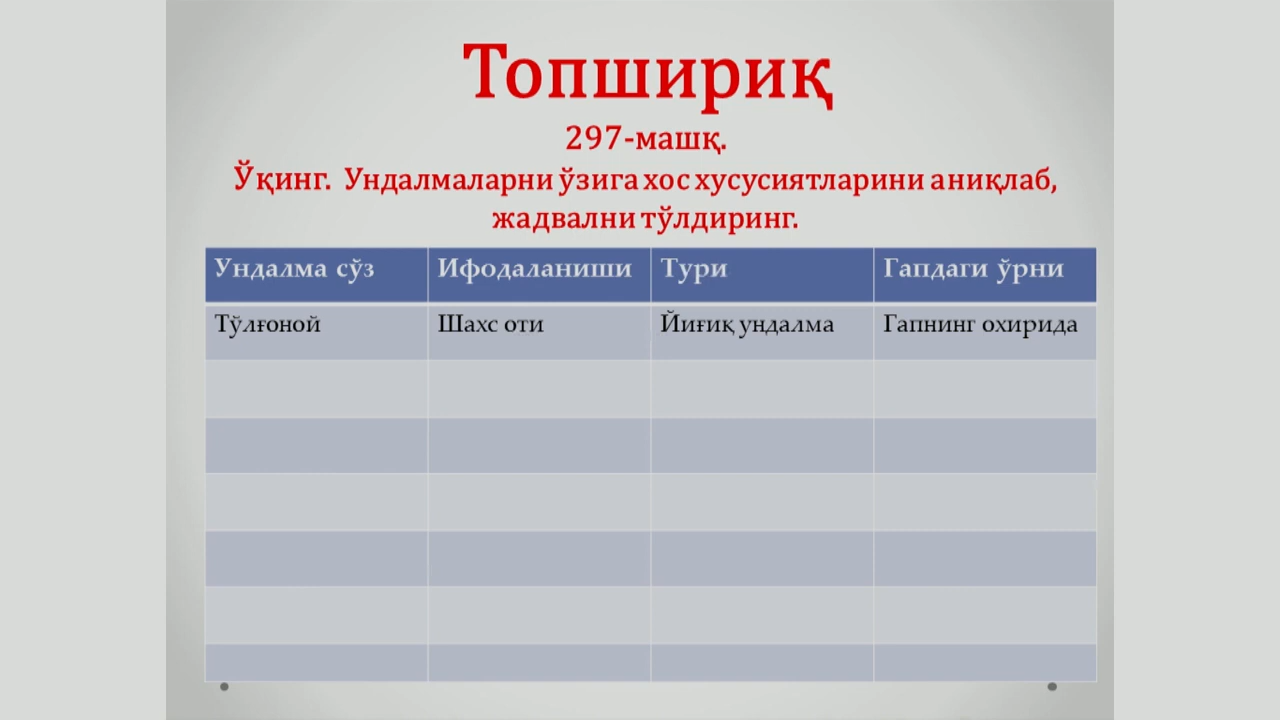 Топшириқ
297-машқ.
Ўқинг. Ундалмаларни ўзига хос хусусиятларини аниқлаб,
жадвални тўлдиринг.
Ундалма сўз Ифодаланиши Тури Гапдаги ўрни
Тўлғоной Шахс оти Йиғиқ ундалма Гапнинг охирида